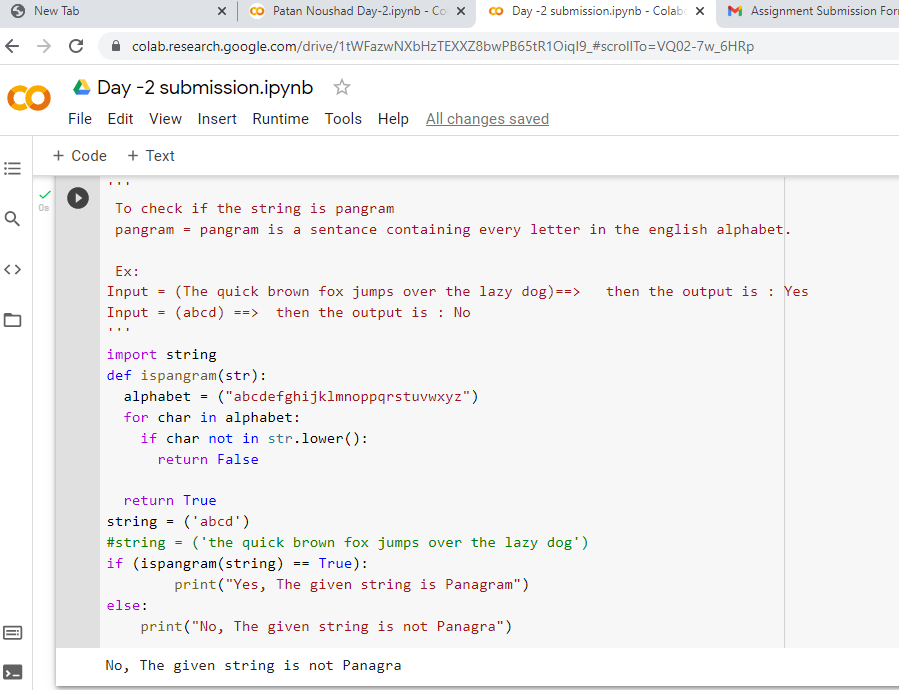 New Tab
Patan Noushad Day-2.ipynb - Co
Day -2 submission.ipynb - Colab
Assignment Submission For
colab.research.google.com/drive/1tWFazwNXbHzTEXXZ8bwPB65tR1OiqI9_#scrollTo=VQ02-7w_6HRp
Day -2 submission.ipynb
File Edit View Insert Runtime Tools Help All changes saved
+ Code + Text
0s
'''
To check if the string is pangram
pangram = pangram is a sentance containing every letter in the english alphabet.
Ex:
Input = (The quick brown fox jumps over the lazy dog)==>   then the output is : Yes
Input = (abcd) ==>  then the output is : No
'''
import string
def ispangram(str):
  alphabet = ("abcdefghijklmnoppqrstuvwxyz")
  for char in alphabet:
    if char not in str.lower():
      return False
  return True
string = ('abcd')
#string = ('the quick brown fox jumps over the lazy dog')
if (ispangram(string) == True):
        print("Yes, The given string is Panagram")
else:
    print("No, The given string is not Panagra")
No, The given string is not Panagra